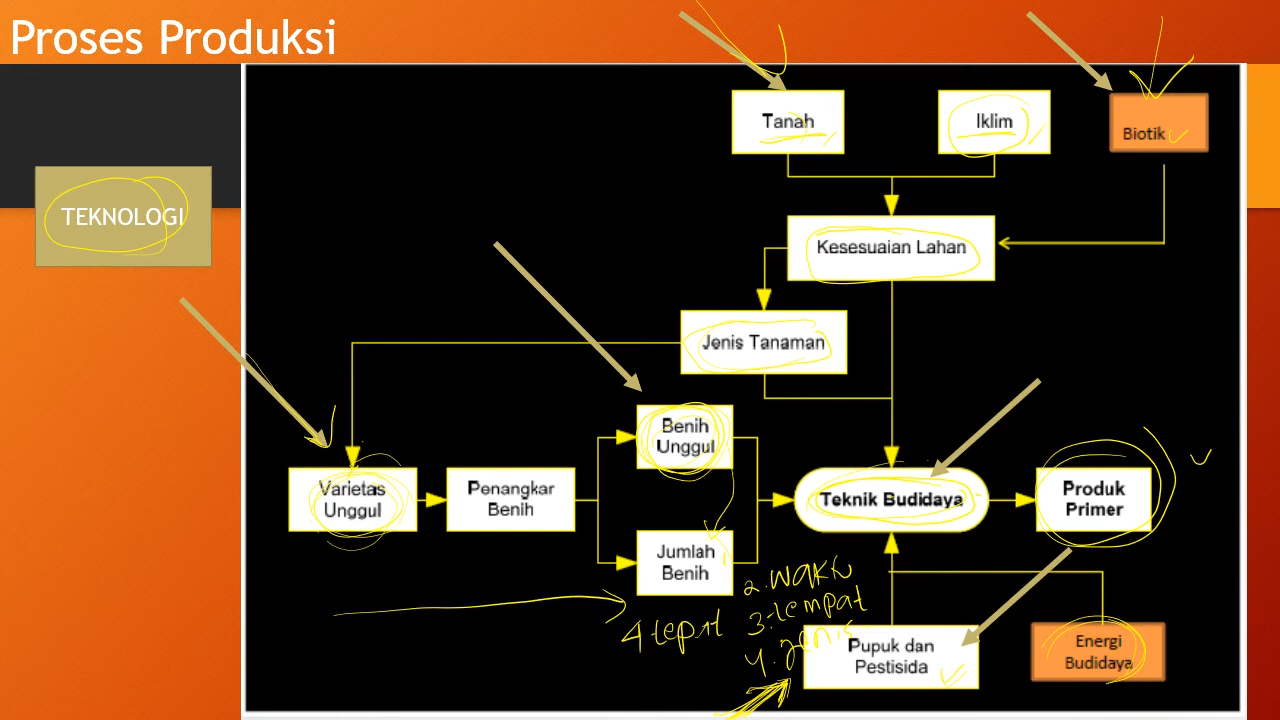 Proses Produksi
Tanah
Iklim
Biotik
TEKNOLOGI
Kesesuaian Lahan
Jenis Tanaman
Benih
Unggul
Varietas
Unggul
Penangkar
Benih
Teknik Budidaya
Produk
Primer
Jumlah
Benih
4 tepat
2. waktu
3. tempat
4. jenis
Pupuk dan
Pestisida
Energi
Budidaya